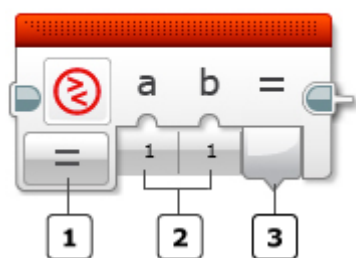 a b =
= 1 1
1 2 3